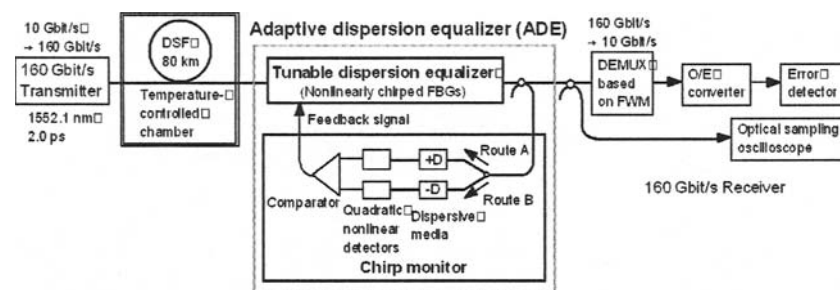 Adaptive dispersion equalizer (ADE)
10 Gbit/s□
→ 160 Gbit/s
160 Gbit/s
Transmitter
1552.1 nm□
2.0 ps
DSF□
80 km
Temperature-□
controlled□
chamber
Tunable dispersion equalizer□
(Nonlinearly chirped FBGs)
Feedback signal
Comparator
Quadratic□
nonlinear
detectors
+D
-D
Dispersive□
media
Route A
Route B
Chirp monitor
160 Gbit/s
→ 10 Gbit/s
DEMUX□
based
on FWM
O/E□
converter
Error□
detector
Optical sampling
oscilloscope
160 Gbit/s Receiver